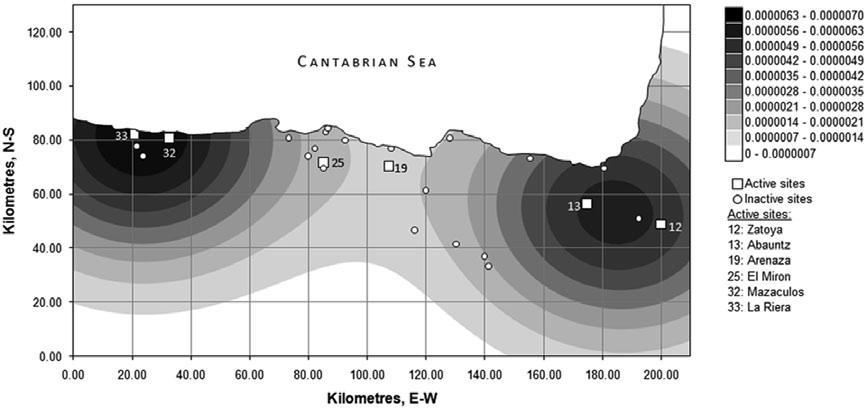 Kilometres, N-S
120.00
100.00
80.00
60.00
40.00
20.00
0.00
CANTABRIAN SEA
33
32
25
19
13
12
0.00 20.00 40.00 60.00 80.00 100.00 120.00 140.00 160.00 180.00 200.00
Kilometres, E-W
0.0000063 - 0.0000070
0.0000056 - 0.0000063
0.0000049 - 0.0000056
0.0000042 - 0.0000049
0.0000035 - 0.0000042
0.0000028 - 0.0000035
0.0000021 - 0.0000028
0.0000014 - 0.0000021
0.0000007 - 0.0000014
0 - 0.0000007
Active sites
Inactive sites
Active sites:
12: Zatoya
13: Abauntz
19: Arenaza
25: El Miron
32: Mazaculos
33: La Riera